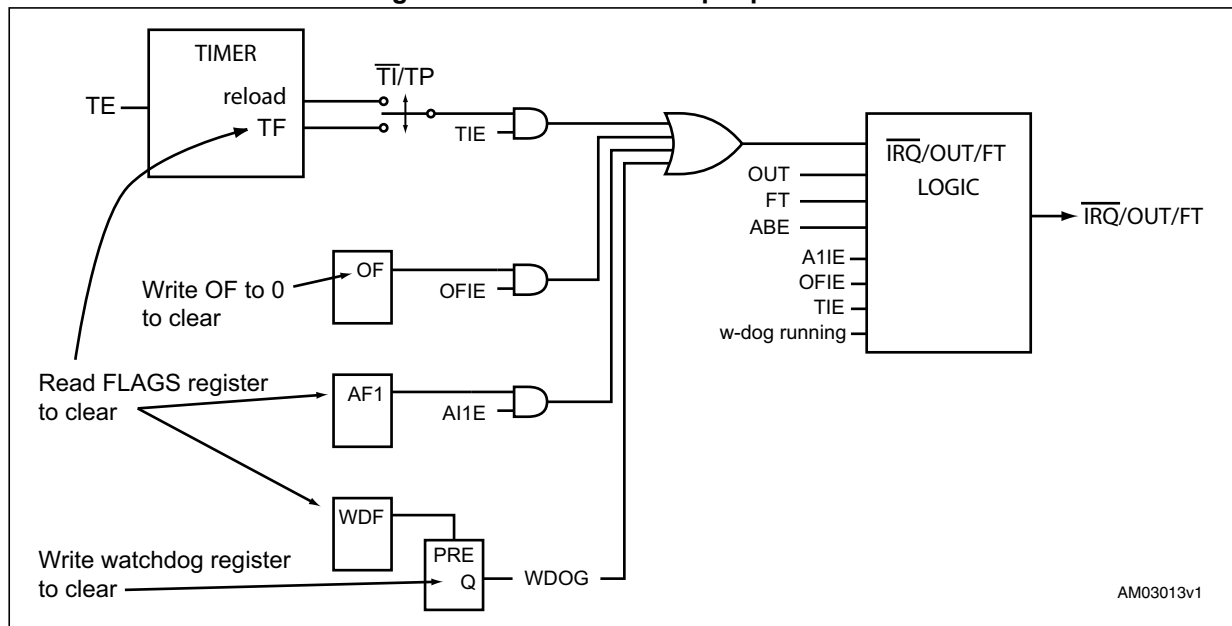 TIMER
TE
reload
TF
TI/TP
TIE
OF
OFIE
Write OF to 0
to clear
Read FLAGS register
to clear
AF1
AI1E
WDF
PRE
Q
WDOG
Write watchdog register
to clear
OUT
FT
ABE
A1IE
OFIE
TIE
w-dog running
IRQ/OUT/FT
LOGIC
IRQ/OUT/FT
AM03013v1